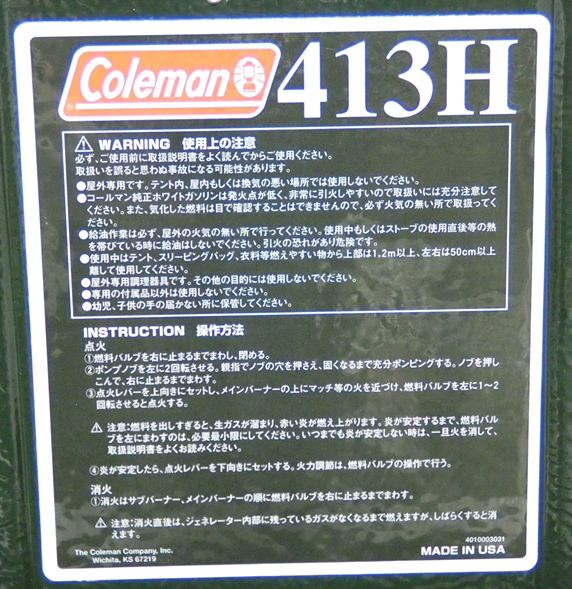 Coleman 413H
WARNING 使用上の注意
必ず、ご使用前に取扱説明書をよく読んでからご使用ください。
取扱いを誤ると思わぬ事故になる可能性があります。
●屋外専用です。テント内、屋内もしくは換気の悪い場所では使用しないでください。
●コールマン純正ホワイトガソリンは発火点が低く、非常に引火しやすいので取扱いには充分注意して
ください。また、気化した燃料は目で確認することはできませんので、必ず火気の無い所で取扱ってく
ださい。
●給油作業は必ず、屋外の火気の無い所で行ってください。使用中もしくはストーブの使用直後等の熱
を帯びている時に給油はしないでください。引火の恐れがあり危険です。
●使用中はテント、スリーピングバッグ、衣料等燃えやすい物から上部は1.2m以上、左右は50cm以上
離して使用してください。
●屋外専用調理器具です。その他の目的には使用しないでください。
●専用の付属品以外は使用しないでください。
●幼児、子供の手の届かない所に保管してください。
INSTRUCTION 操作方法
点火
①燃料バルブを右に止まるまでまわし、閉める。
②ポンプノブを左に2回転させる。親指でノブの穴を押さえ、固くなるまで充分ポンピングする。ノブを押し
こんで、右に止まるまでまわす。
③点火レバーを上向きにセットし、メインバーナーの上にマッチ等の火を近づけ、燃料バルブを左に1〜2
回転させると点火する。
注意:燃料を出しすぎると、生ガスが溜まり、赤い炎が燃え上がります。炎が安定するまで、燃料バル
ブを左にまわすのは、必要最小限にしてください。いつまでも炎が安定しない時は、一旦火を消して、
取扱説明書をよくお読みください。
④炎が安定したら、点火レバーを下向きにセットする。火力調節は、燃料バルブの操作で行う。
消火
①消火はサブバーナー、メインバーナーの順に燃料バルブを右に止まるまでまわす。
注意:消火直後は、ジェネレーター内部に残っているガスがなくなるまで燃えますが、しばらくすると消
えます。
4010003031
The Coleman Company, Inc.
Wichita, KS 67219
MADE IN USA